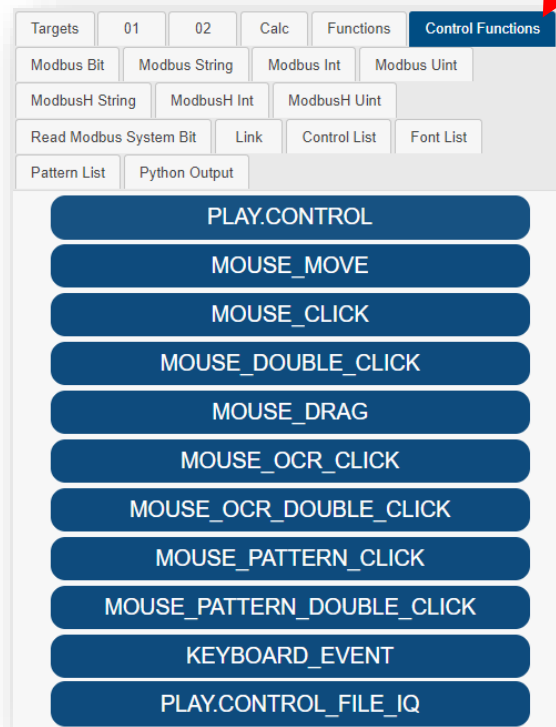 Targets 01 02 Calc Functions Control Functions
Modbus Bit Modbus String Modbus Int Modbus Uint
ModbusH String ModbusH Int ModbusH Uint
Read Modbus System Bit Link Control List Font List
Pattern List Python Output
PLAY.CONTROL
MOUSE_MOVE
MOUSE_CLICK
MOUSE_DOUBLE_CLICK
MOUSE_DRAG
MOUSE_OCR_CLICK
MOUSE_OCR_DOUBLE_CLICK
MOUSE_PATTERN_CLICK
MOUSE_PATTERN_DOUBLE_CLICK
KEYBOARD_EVENT
PLAY.CONTROL_FILE_IQ